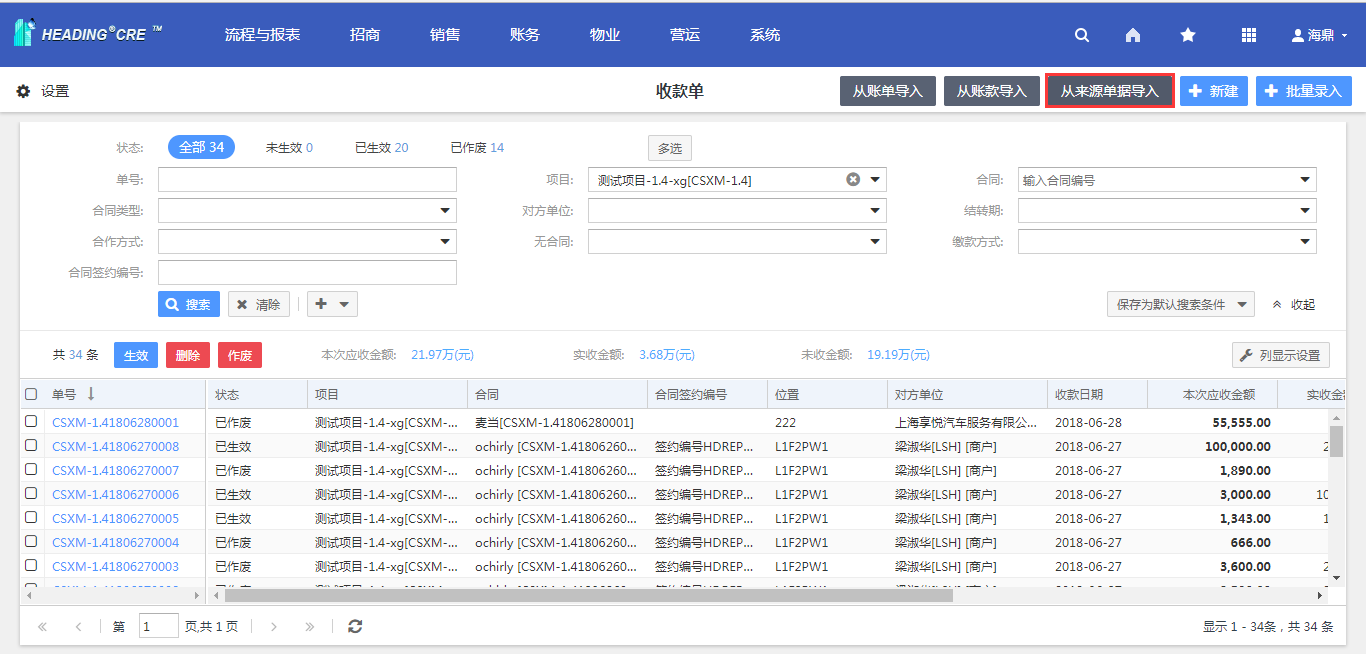 HEADING®CRE ™ 流程与报表 招商 销售 账务 物业 营运 系统 海鼎
设置 收款单 从账单导入 从账款导入 从来源单据导入 新建 批量录入
状态: 全部 34 未生效 0 已生效 20 已作废 14 多选
单号: 项目: 测试项目-1.4-xg[CSXM-1.4] 合同: 输入合同编号
合同类型: 对方单位: 结转期:
合作方式: 无合同: 缴款方式:
合同签约编号:
搜索 清除 保存为默认搜索条件 收起
共 34 条 生效 删除 作废 本次应收金额: 21.97万(元) 实收金额: 3.68万(元) 未收金额: 19.19万(元) 列显示设置
单号 状态 项目 合同 合同签约编号 位置 对方单位 收款日期 本次应收金额 实收金
CSXM-1.41806280001 已作废 测试项目-1.4-xg[CSXM-... 麦当[CSXM-1.41806280001] 222 上海享悦汽车服务有限公... 2018-06-28 55,555.00
CSXM-1.41806270008 已生效 测试项目-1.4-xg[CSXM-... ochirly [CSXM-1.41806260... 签约编号HDREP... L1F2PW1 梁淑华[LSH] [商户] 2018-06-27 100,000.00 2
CSXM-1.41806270007 已作废 测试项目-1.4-xg[CSXM-... ochirly [CSXM-1.41806260... 签约编号HDREP... L1F2PW1 梁淑华[LSH] [商户] 2018-06-27 1,890.00
CSXM-1.41806270006 已生效 测试项目-1.4-xg[CSXM-... ochirly [CSXM-1.41806260... 签约编号HDREP... L1F2PW1 梁淑华[LSH] [商户] 2018-06-27 3,000.00 10
CSXM-1.41806270005 已生效 测试项目-1.4-xg[CSXM-... ochirly [CSXM-1.41806260... 签约编号HDREP... L1F2PW1 梁淑华[LSH] [商户] 2018-06-27 1,343.00 1
CSXM-1.41806270004 已作废 测试项目-1.4-xg[CSXM-... ochirly [CSXM-1.41806260... 签约编号HDREP... L1F2PW1 梁淑华[LSH] [商户] 2018-06-27 666.00
CSXM-1.41806270003 已作废 测试项目-1.4-xg[CSXM-... ochirly [CSXM-1.41806260... 签约编号HDREP... L1F2PW1 梁淑华[LSH] [商户] 2018-06-27 3,600.00 2
第 1 页,共 1 页 显示 1 - 34条，共 34 条